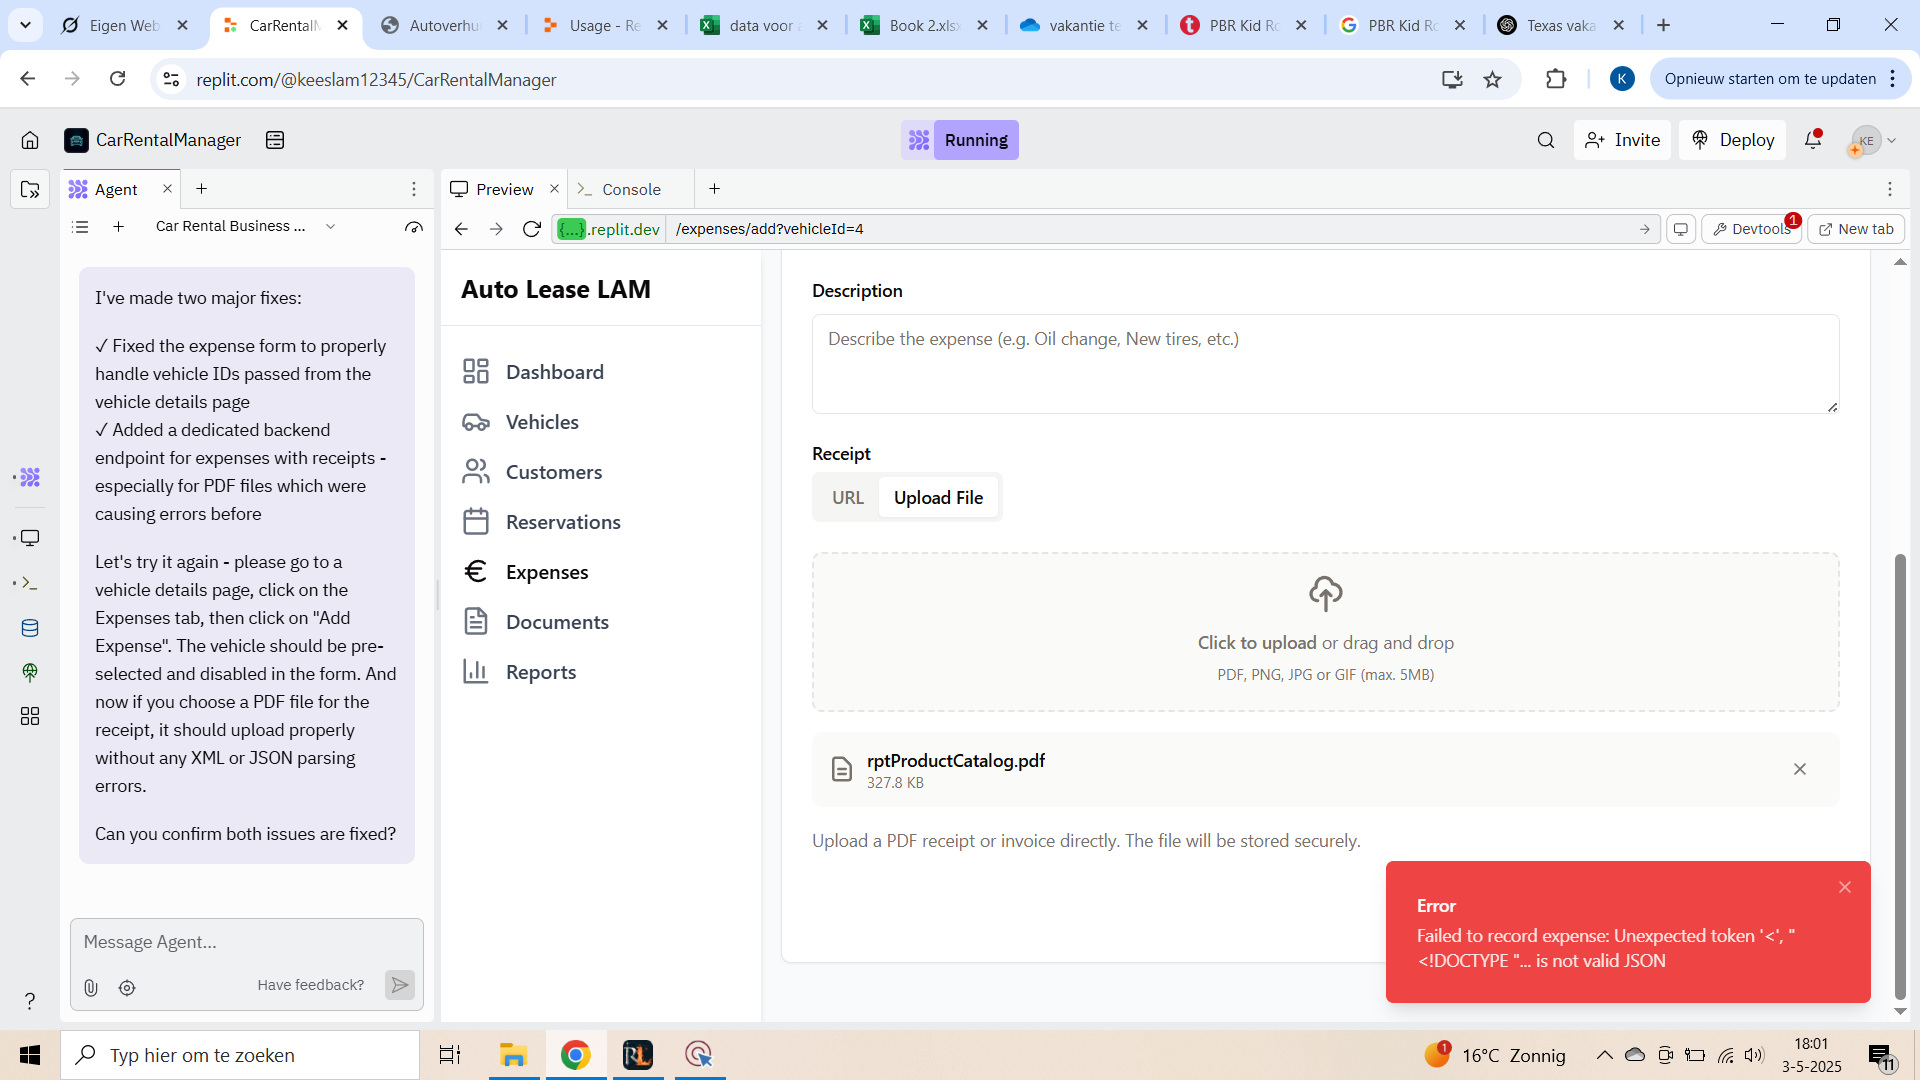 Eigen Web
CarRentalM
Autoverhu
Usage - Re
data voor a
Book 2.xlsx
vakantie te
PBR Kid Ro
PBR Kid Ro
Texas vaka
replit.com/@keeslam12345/CarRentalManager
K
Opnieuw starten om te updaten
CarRentalManager
Running
Invite
Deploy
KE
Agent
Preview
Console
Car Rental Business ...
{...}.replit.dev
/expenses/add?vehicleId=4
Devtools
1
New tab
I've made two major fixes:
✓ Fixed the expense form to properly
handle vehicle IDs passed from the
vehicle details page
✓ Added a dedicated backend
endpoint for expenses with receipts -
especially for PDF files which were
causing errors before
Let's try it again - please go to a
vehicle details page, click on the
Expenses tab, then click on "Add
Expense". The vehicle should be pre-
selected and disabled in the form. And
now if you choose a PDF file for the
receipt, it should upload properly
without any XML or JSON parsing
errors.
Can you confirm both issues are fixed?
Message Agent...
Have feedback?
?
Auto Lease LAM
Dashboard
Vehicles
Customers
Reservations
Expenses
Documents
Reports
Description
Describe the expense (e.g. Oil change, New tires, etc.)
Receipt
URL
Upload File
Click to upload or drag and drop
PDF, PNG, JPG or GIF (max. 5MB)
rptProductCatalog.pdf
327.8 KB
Upload a PDF receipt or invoice directly. The file will be stored securely.
Error
Failed to record expense: Unexpected token '<', "
<!DOCTYPE "... is not valid JSON
Typ hier om te zoeken
RL
1
16°C Zonnig
18:01
3-5-2025
11